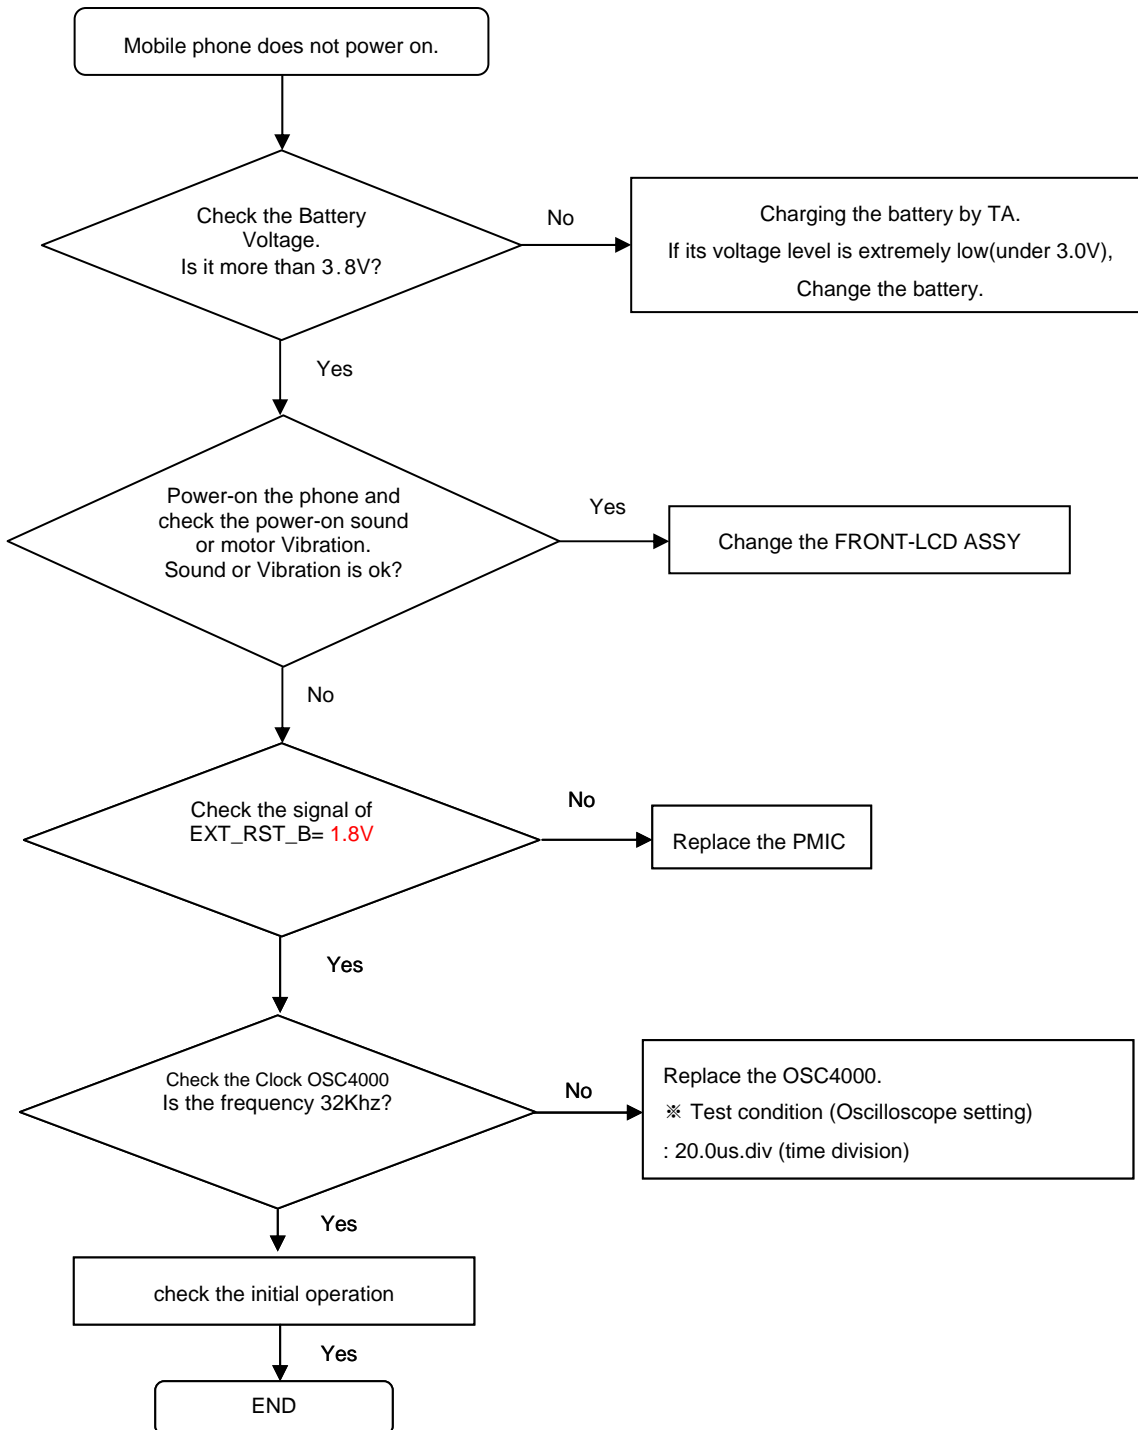 Mobile phone does not power on.
Check the Battery
Voltage.
Is it more than 3.8V?
No
Charging the battery by TA.
If its voltage level is extremely low(under 3.0V),
Change the battery.
Yes
Power-on the phone and
check the power-on sound
or motor Vibration.
Sound or Vibration is ok?
Yes
Change the FRONT-LCD ASSY
No
Check the signal of
EXT_RST_B= 1.8V
No
Replace the PMIC
Yes
Check the Clock OSC4000
Is the frequency 32Khz?
No
Replace the OSC4000.
※ Test condition (Oscilloscope setting)
: 20.0us.div (time division)
Yes
check the initial operation
Yes
END